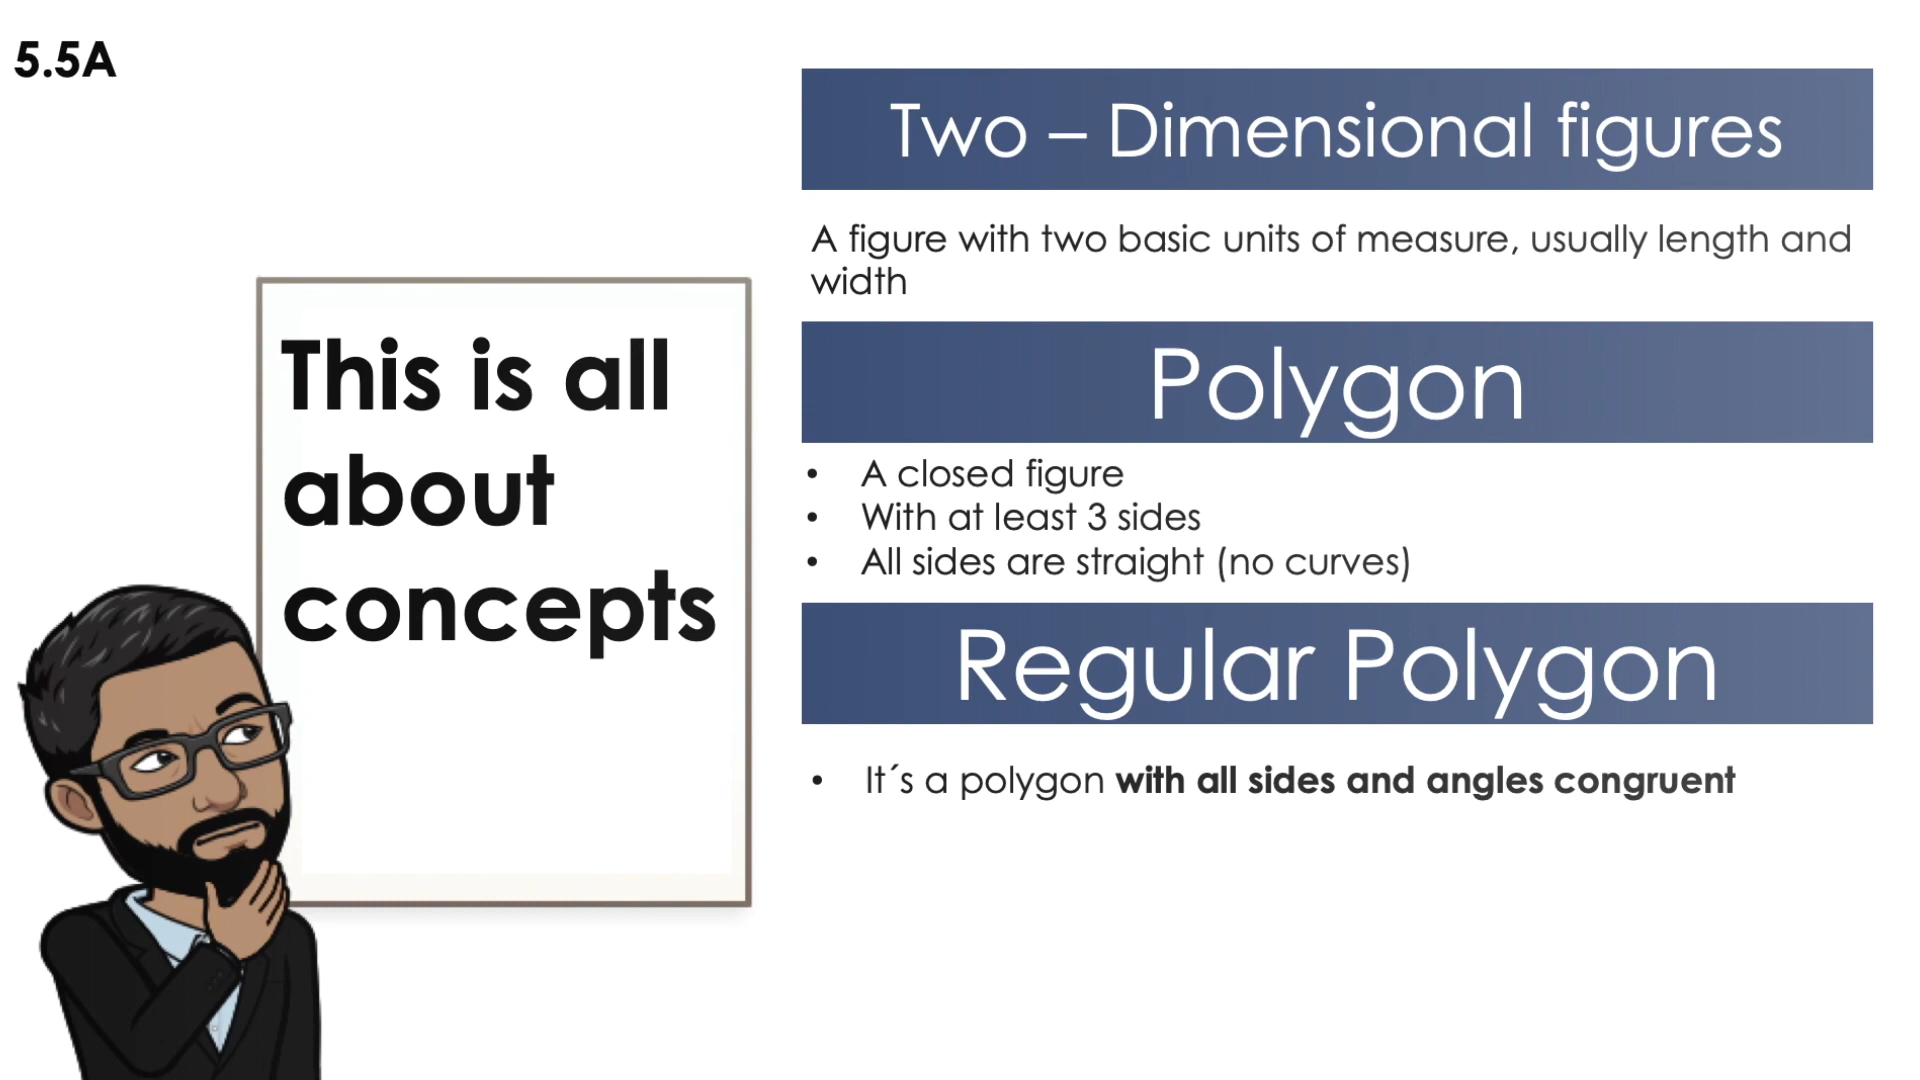 5.5A
This is all
about
concepts
Two – Dimensional figures
A figure with two basic units of measure, usually length and
width
Polygon
• A closed figure
• With at least 3 sides
• All sides are straight (no curves)
Regular Polygon
• It´s a polygon with all sides and angles congruent